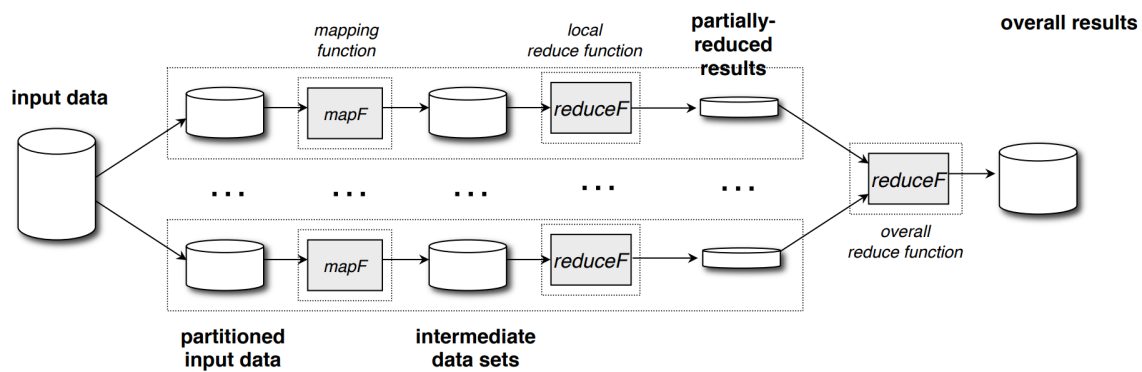 input data
mapping
function
local
reduce function
partially-
reduced
results
overall results
mapF
reduceF
... ... ... ... ...
reduceF
overall
reduce function
mapF
reduceF
partitioned
input data
intermediate
data sets